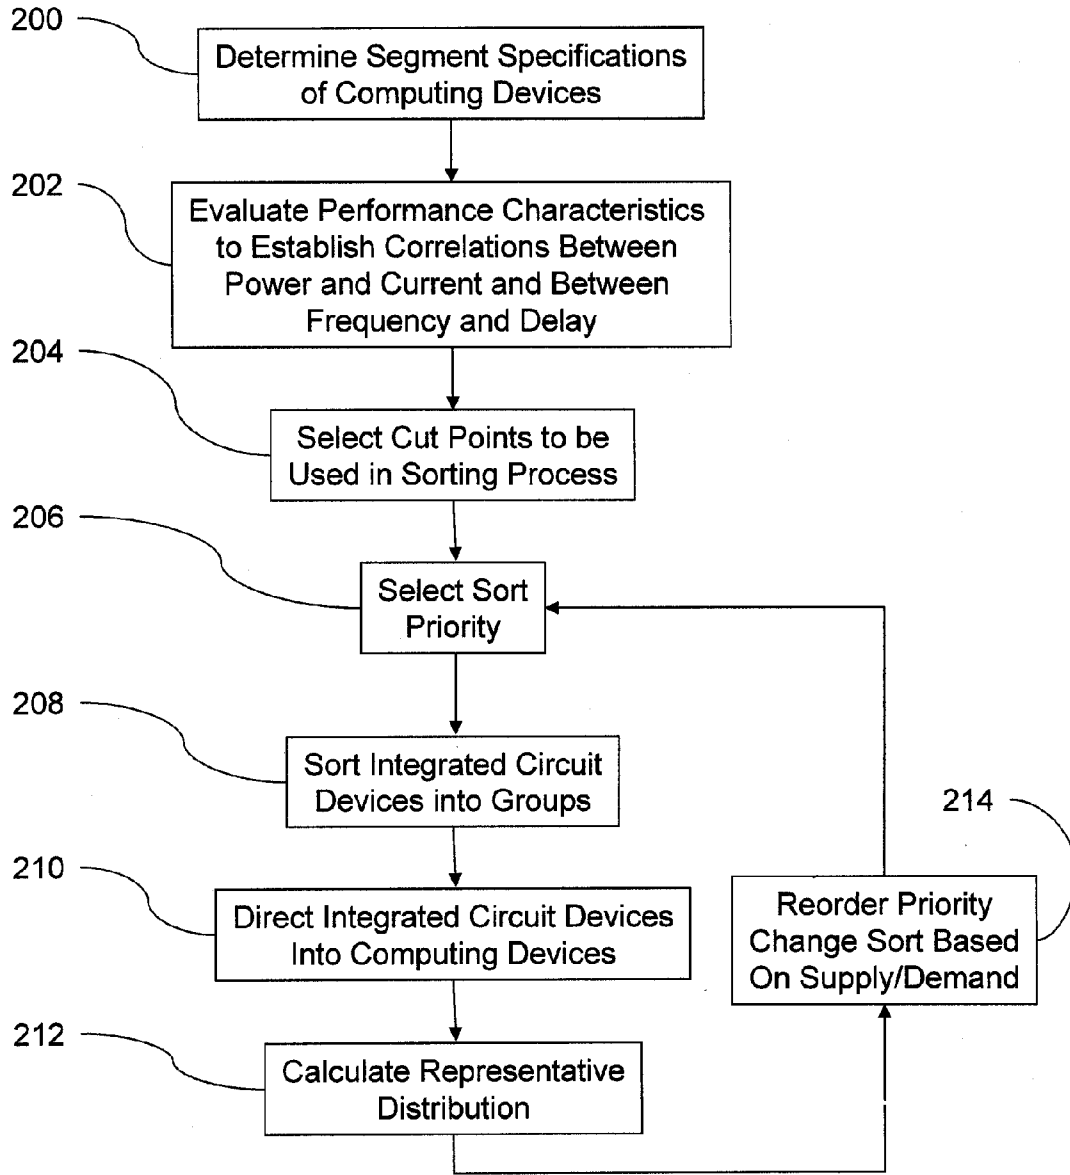 200
Determine Segment Specifications
of Computing Devices
202
Evaluate Performance Characteristics
to Establish Correlations Between
Power and Current and Between
Frequency and Delay
204
Select Cut Points to be
Used in Sorting Process
206
Select Sort
Priority
208
Sort Integrated Circuit
Devices into Groups
214
210
Direct Integrated Circuit Devices
Into Computing Devices
Reorder Priority
Change Sort Based
On Supply/Demand
212
Calculate Representative
Distribution